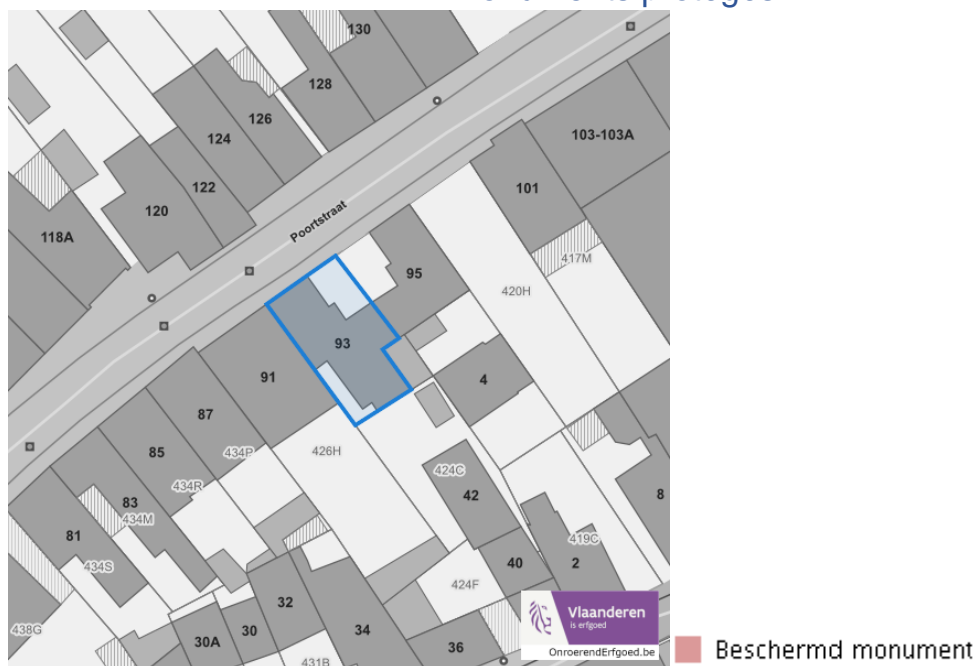 130
128
126
103-103A
124
101
122
120
118A
Poortstraat
417M
95
420H
93
91
4
87
85
434P
426H
434R
424C
83
434M
42
8
81
419C
434S
40
2
424F
32
438G
30A
30
34
36
431B
Vlaanderen
is erfgoed
OnroerendErfgoed.be
Beschermd monument